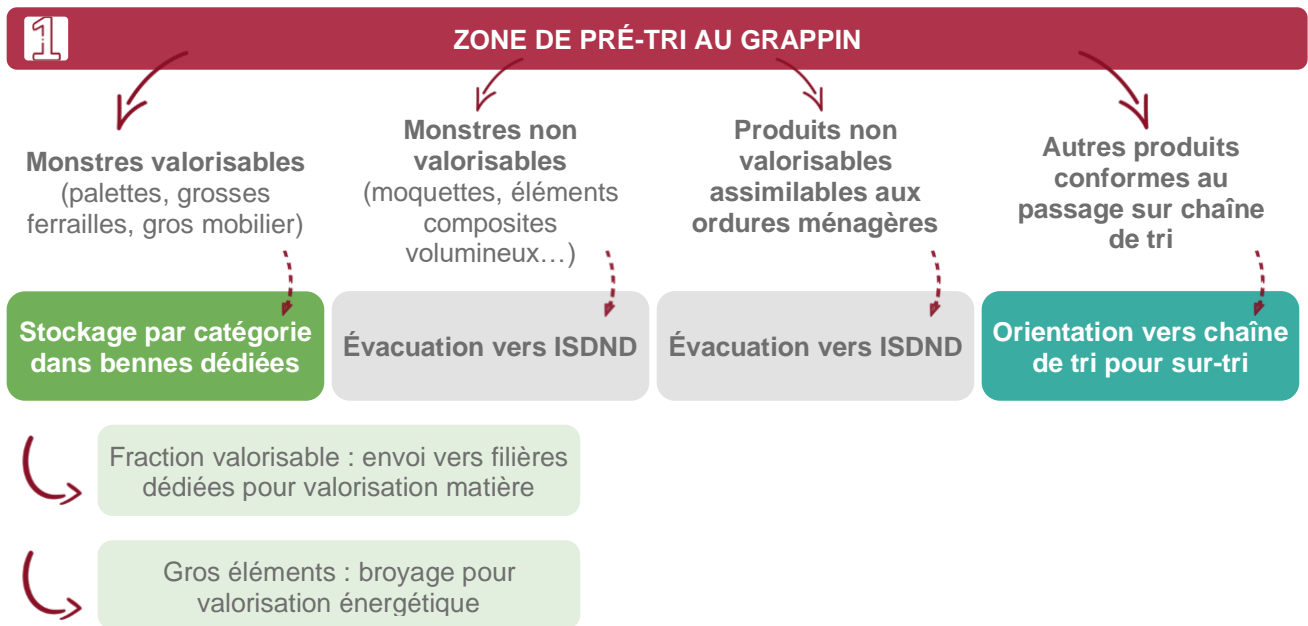 1
ZONE DE PRÉ-TRI AU GRAPPIN
Monstres valorisables
(palettes, grosses
ferrailles, gros mobilier)
Monstres non
valorisables
(moquettes, éléments
composites
volumineux…)
Produits non
valorisables
assimilables aux
ordures ménagères
Autres produits
conformes au
passage sur chaîne
de tri
Stockage par catégorie
dans bennes dédiées
Évacuation vers ISDND
Évacuation vers ISDND
Orientation vers chaîne
de tri pour sur-tri
Fraction valorisable : envoi vers filières
dédiées pour valorisation matière
Gros éléments : broyage pour
valorisation énergétique